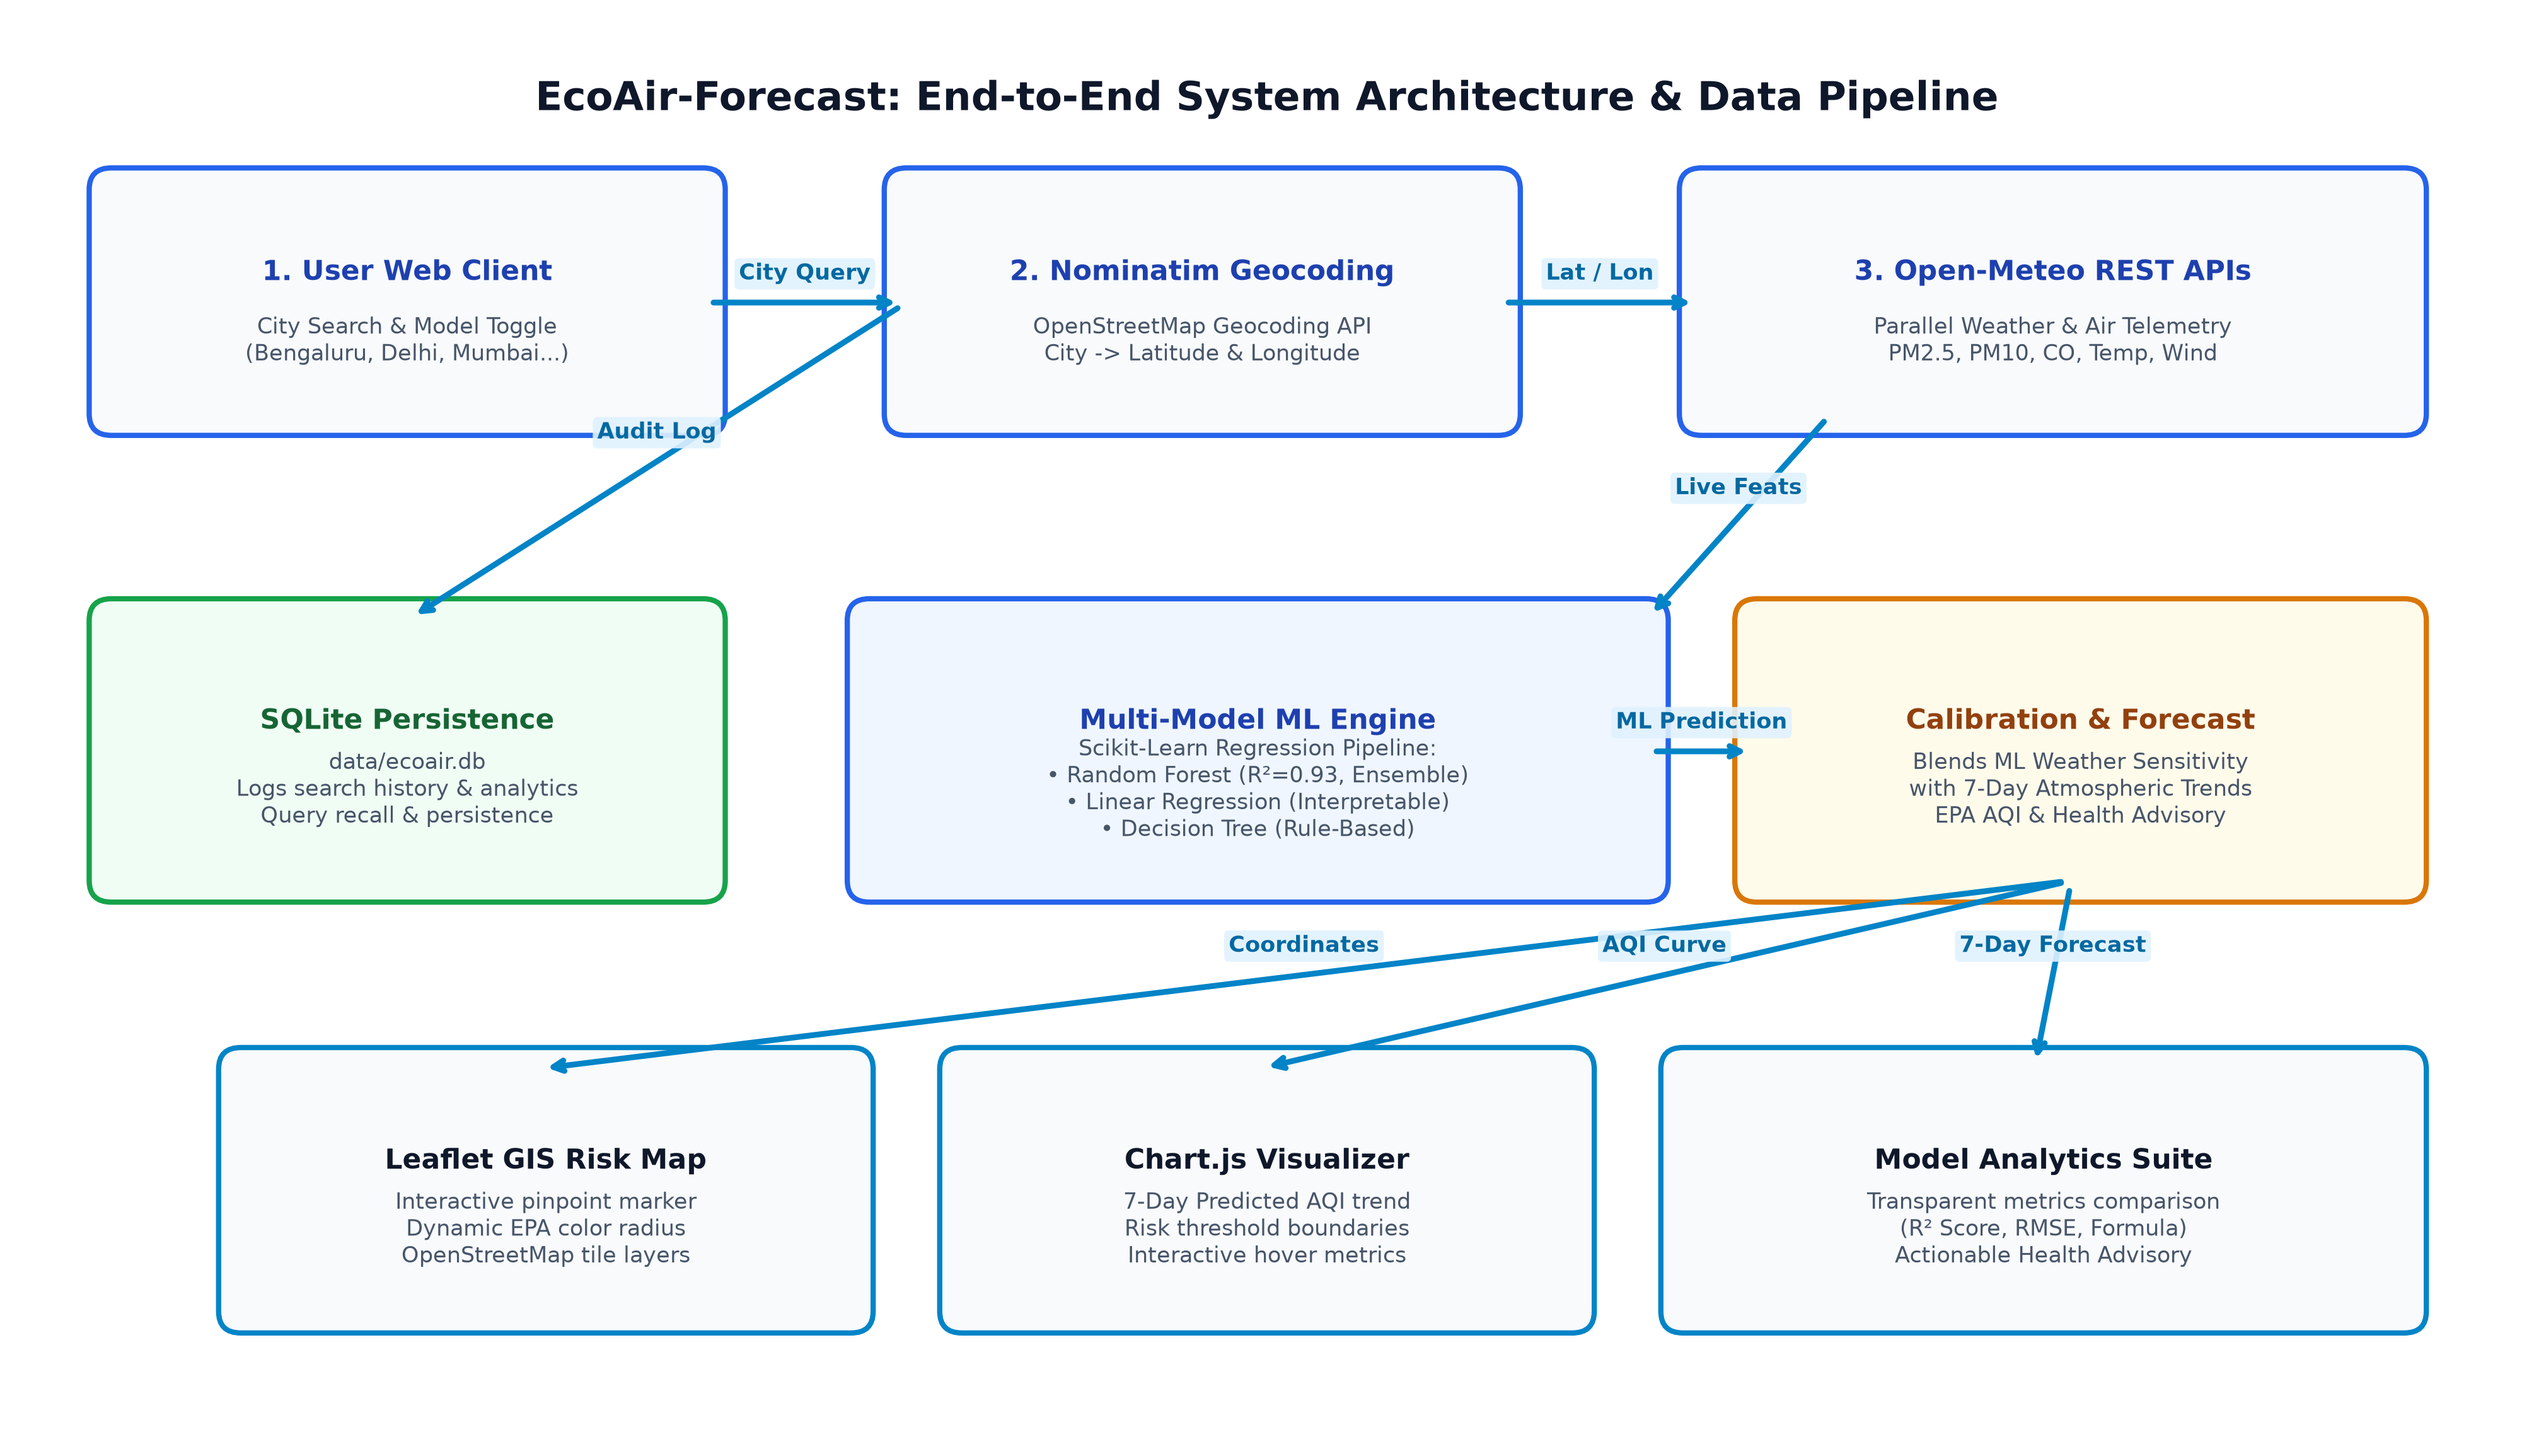 EcoAir-Forecast: End-to-End System Architecture & Data Pipeline
1. User Web Client
City Search & Model Toggle
(Bengaluru, Delhi, Mumbai...)
City Query
2. Nominatim Geocoding
OpenStreetMap Geocoding API
City -> Latitude & Longitude
Lat / Lon
3. Open-Meteo REST APIs
Parallel Weather & Air Telemetry
PM2.5, PM10, CO, Temp, Wind
Audit Log
Live Feats
SQLite Persistence
data/ecoair.db
Logs search history & analytics
Query recall & persistence
Multi-Model ML Engine
Scikit-Learn Regression Pipeline:
• Random Forest (R²=0.93, Ensemble)
• Linear Regression (Interpretable)
• Decision Tree (Rule-Based)
ML Prediction
Calibration & Forecast
Blends ML Weather Sensitivity
with 7-Day Atmospheric Trends
EPA AQI & Health Advisory
Coordinates
AQI Curve
7-Day Forecast
Leaflet GIS Risk Map
Interactive pinpoint marker
Dynamic EPA color radius
OpenStreetMap tile layers
Chart.js Visualizer
7-Day Predicted AQI trend
Risk threshold boundaries
Interactive hover metrics
Model Analytics Suite
Transparent metrics comparison
(R² Score, RMSE, Formula)
Actionable Health Advisory